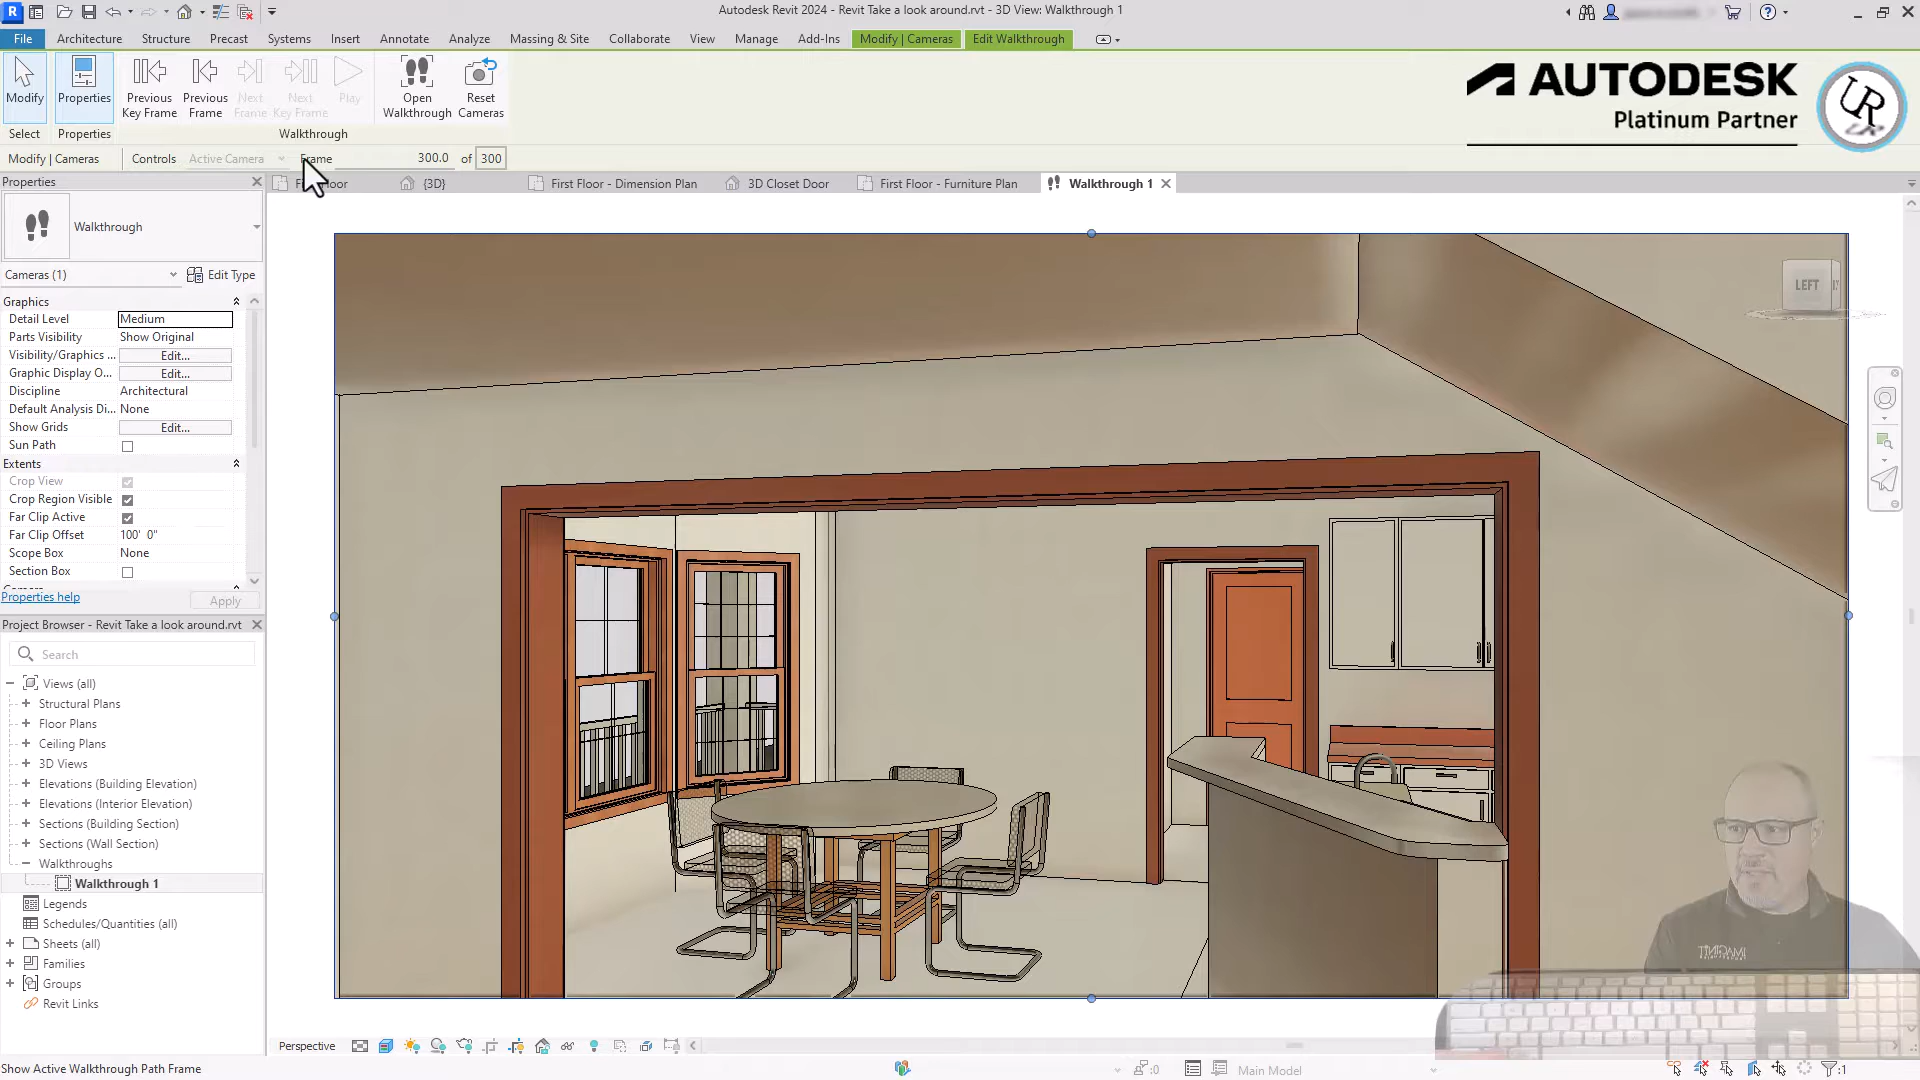 Autodesk Revit 2024 - Revit Take a look around.rvt - 3D View: Walkthrough 1
File Architecture Structure Precast Systems Insert Annotate Analyze Massing & Site Collaborate View Manage Add-Ins Modify | Cameras Edit Walkthrough
Modify
Properties
Previous Key Frame
Previous Frame
Next Frame
Next Key Frame
Play
Open Walkthrough
Reset Cameras
Select Properties Walkthrough
AUTODESK
Platinum Partner
UR
Modify | Cameras Controls Active Camera Frame 300.0 of 300
{3D} First Floor - Dimension Plan 3D Closet Door First Floor - Furniture Plan Walkthrough 1
Properties
Walkthrough
Cameras (1) Edit Type
Graphics
Detail Level Medium
Parts Visibility Show Original
Visibility/Graphics ... Edit...
Graphic Display O... Edit...
Discipline Architectural
Default Analysis Di... None
Show Grids Edit...
Sun Path
Extents
Crop View
Crop Region Visible
Far Clip Active
Far Clip Offset 100' 0"
Scope Box None
Section Box
Properties help Apply
Project Browser - Revit Take a look around.rvt
Search
Views (all)
Structural Plans
Floor Plans
Ceiling Plans
3D Views
Elevations (Building Elevation)
Elevations (Interior Elevation)
Sections (Building Section)
Sections (Wall Section)
Walkthroughs
Walkthrough 1
Legends
Schedules/Quantities (all)
Sheets (all)
Families
Groups
Revit Links
LEFT
Perspective
Show Active Walkthrough Path Frame
:0
Main Model
:1